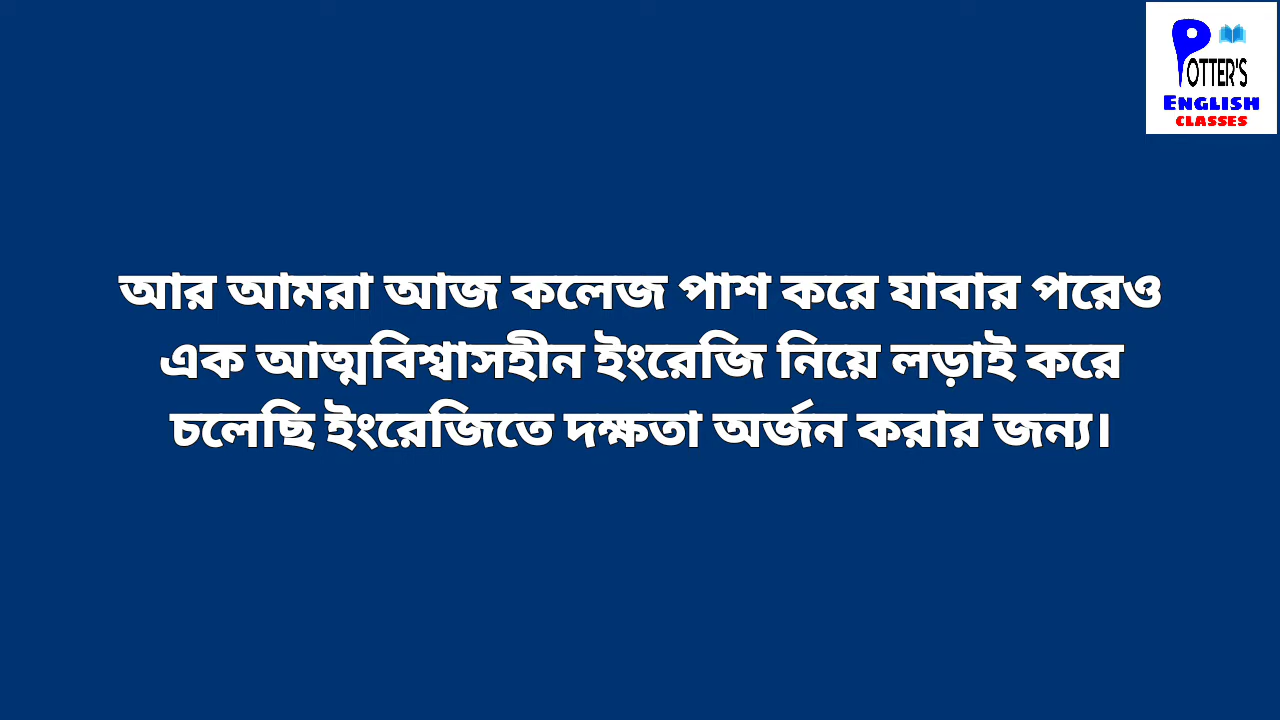 POTTER'S
ENGLISH
CLASSES
আর আমরা আজ কলেজ পাশ করে যাবার পরেও
এক আত্মবিশ্বাসহীন ইংরেজি নিয়ে লড়াই করে
চলেছি ইংরেজিতে দক্ষতা অর্জন করার জন্য।